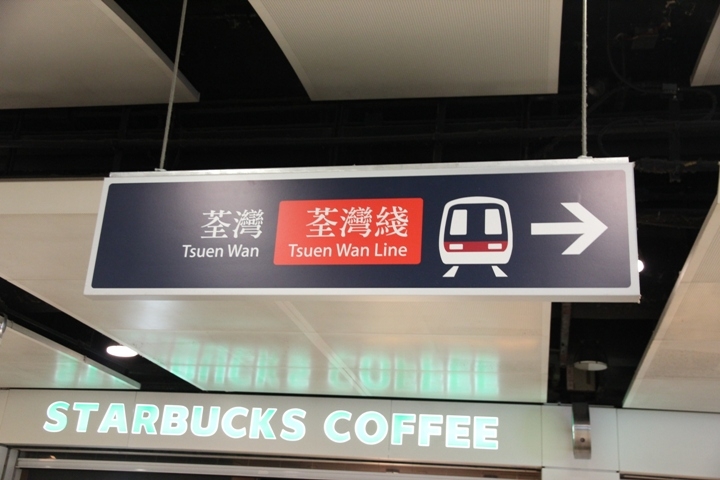 荃灣
Tsuen Wan
荃灣綫
Tsuen Wan Line
STARBUCKS COFFEE